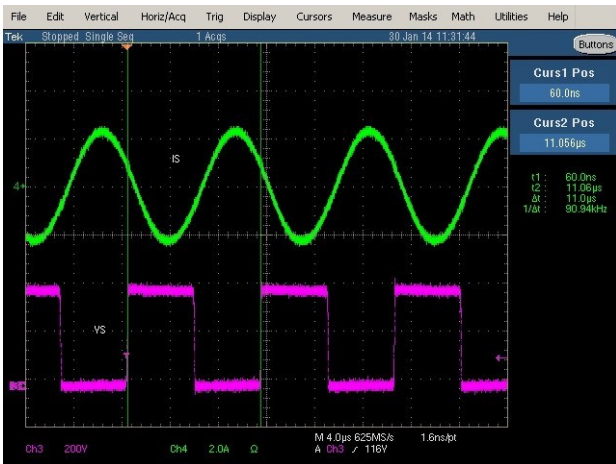 File Edit Vertical Horiz/Acq Trig Display Cursors Measure Masks Math Utilities Help
Tek Stopped Single Seq 1 Acqs 30 Jan 14 11:31:44
Buttons
Curs1 Pos
60.0ns
Curs2 Pos
11.056µs
t1 : 60.0ns
t2 : 11.06µs
Δt : 11.0µs
1/Δt : 90.94kHz
IS
4
VS
3
M 4.0µs 625MS/s 1.6ns/pt
Ch3 200V Ch4 2.0A Ω A Ch3 ∕ 116V